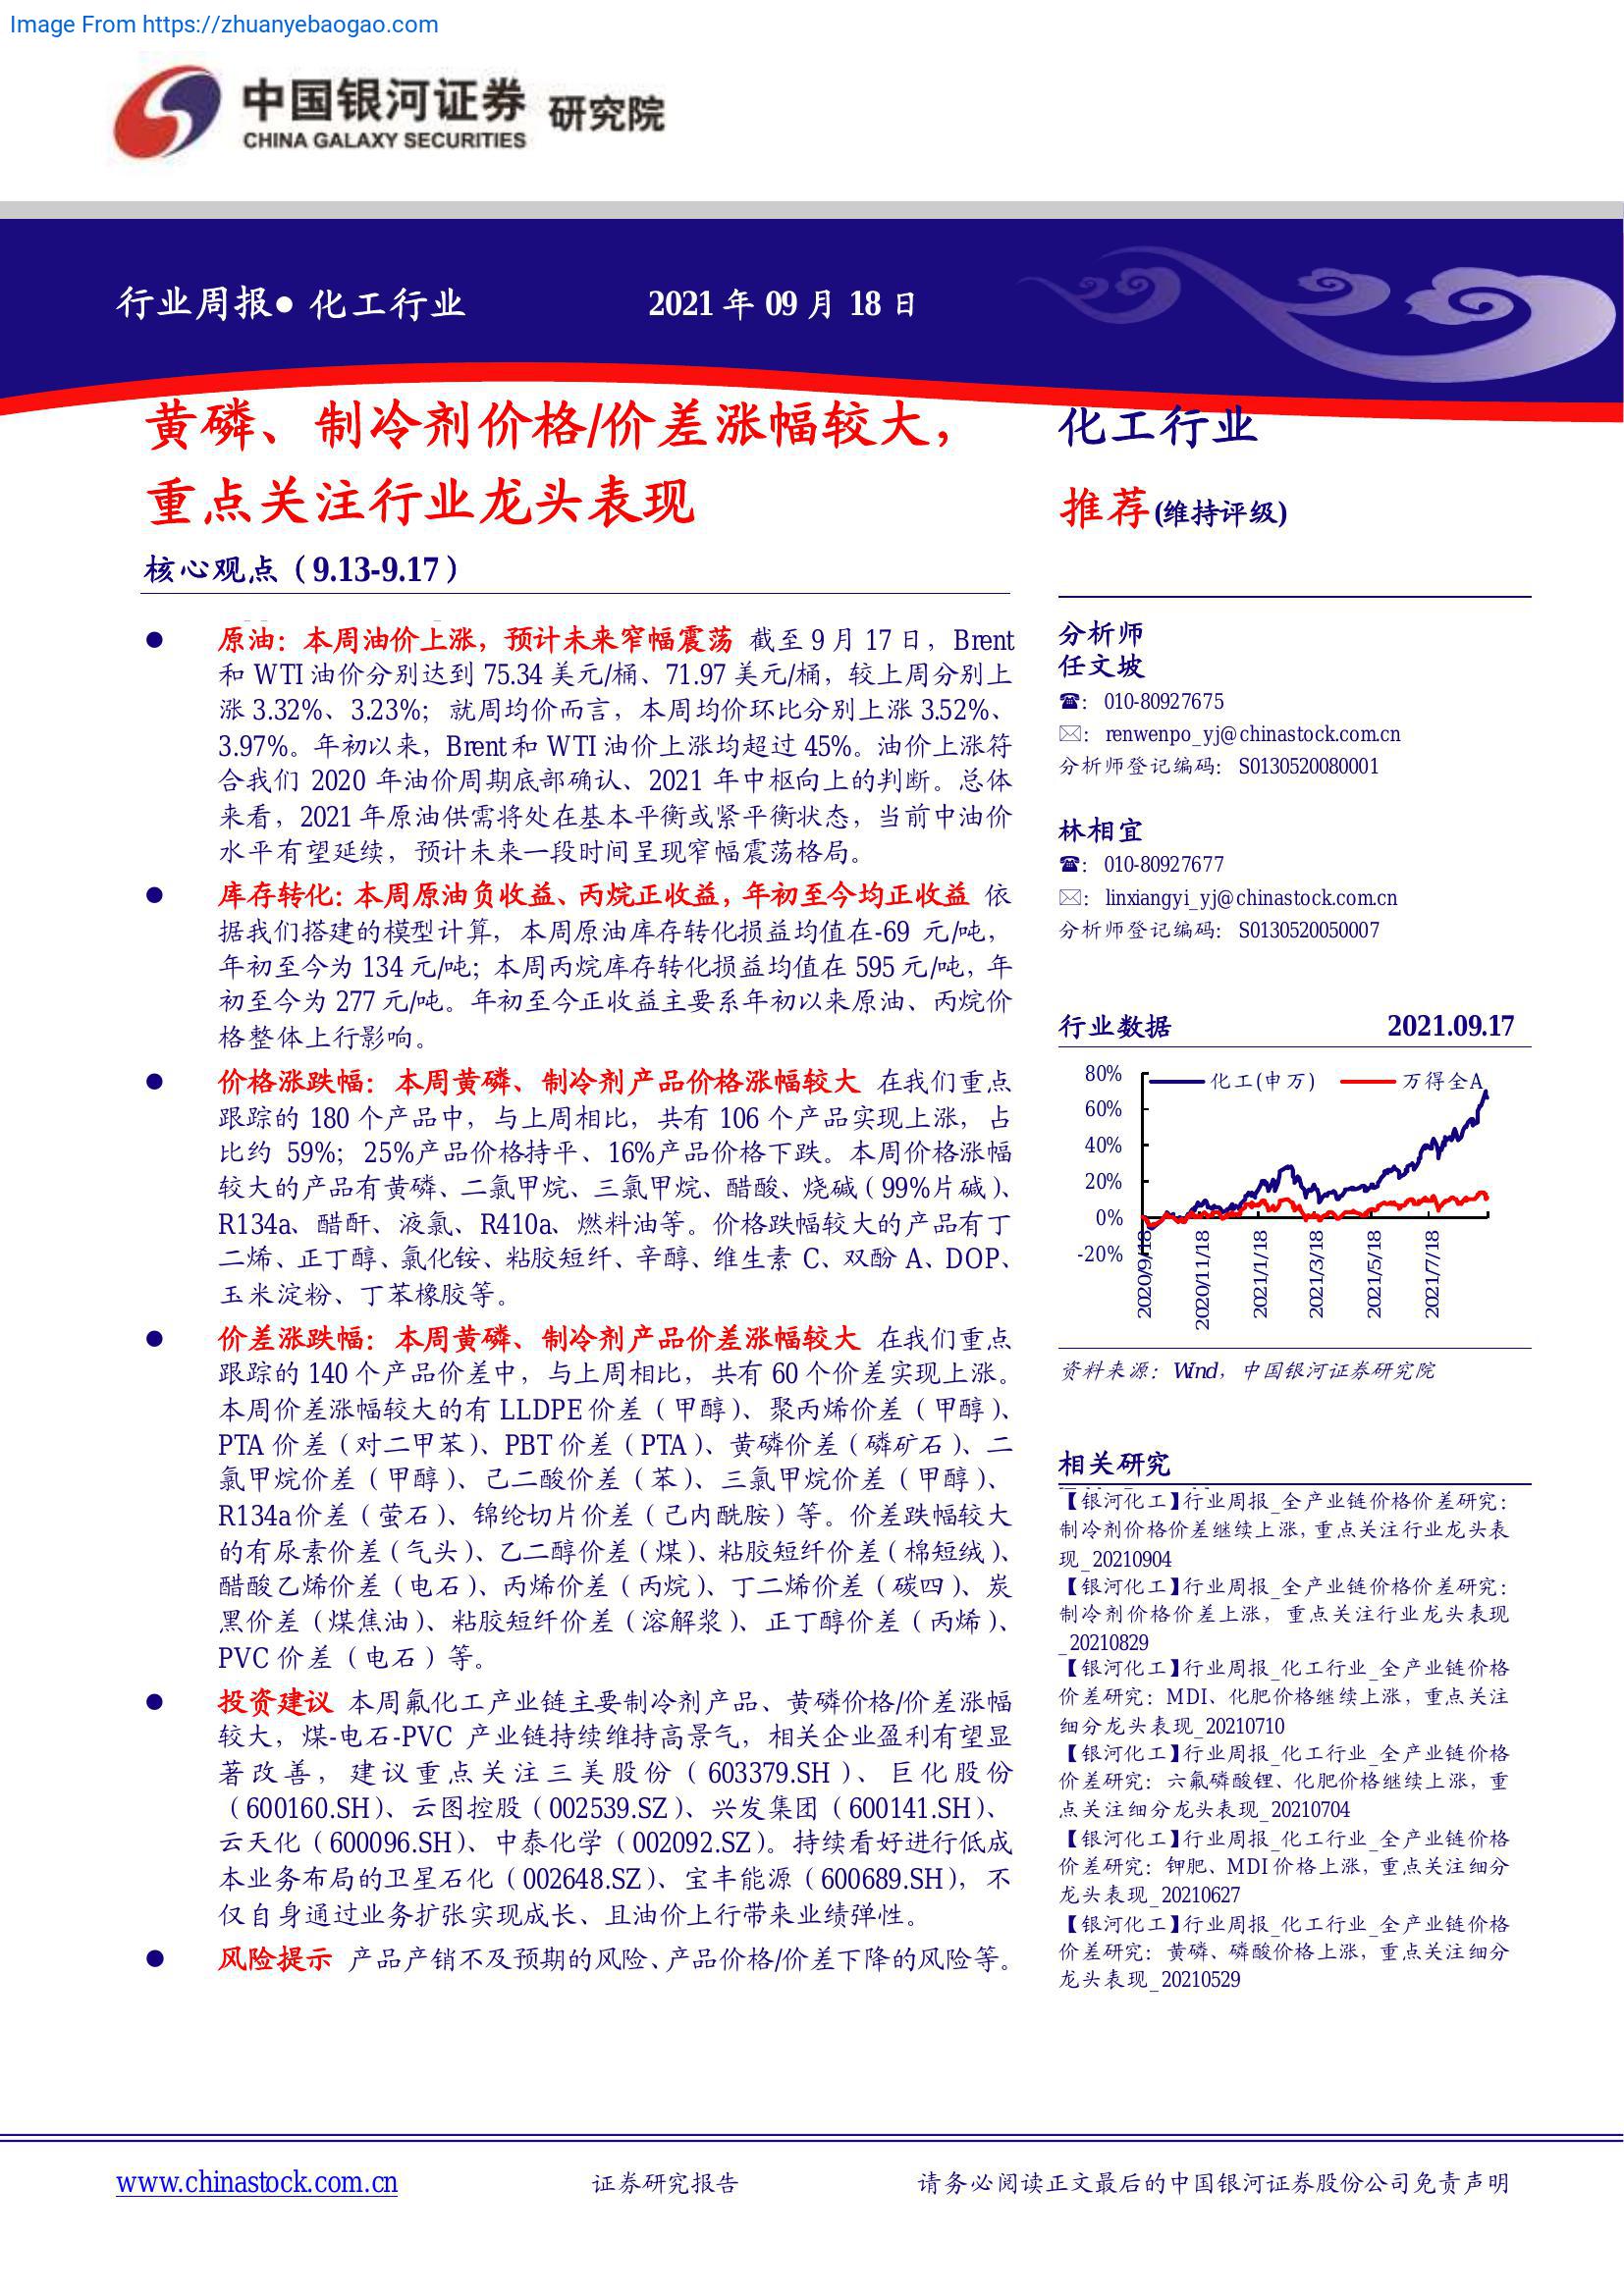 Image From https://zhuanyebaogao.com
中国银河证券 研究院
CHINA GALAXY SECURITIES
行业周报● 化工行业
2021 年 09 月 18 日
黄磷、制冷剂价格/价差涨幅较大，
重点关注行业龙头表现
核心观点（9.13-9.17）
● 原油：本周油价上涨，预计未来窄幅震荡 截至 9 月 17 日，Brent
和 WTI 油价分别达到 75.34 美元/桶、71.97 美元/桶，较上周分别上
涨 3.32%、3.23%；就周均价而言，本周均价环比分别上涨 3.52%、
3.97%。年初以来，Brent 和 WTI 油价上涨均超过 45%。油价上涨符
合我们 2020 年油价周期底部确认、2021 年中枢向上的判断。总体
来看，2021 年原油供需将处在基本平衡或紧平衡状态，当前中油价
水平有望延续，预计未来一段时间呈现窄幅震荡格局。
● 库存转化：本周原油负收益、丙烷正收益，年初至今均正收益 依
据我们搭建的模型计算，本周原油库存转化损益均值在-69 元/吨，
年初至今为 134 元/吨；本周丙烷库存转化损益均值在 595 元/吨，年
初至今为 277 元/吨。年初至今正收益主要系年初以来原油、丙烷价
格整体上行影响。
● 价格涨跌幅：本周黄磷、制冷剂产品价格涨幅较大 在我们重点
跟踪的 180 个产品中，与上周相比，共有 106 个产品实现上涨，占
比约 59%；25%产品价格持平、16%产品价格下跌。本周价格涨幅
较大的产品有黄磷、二氯甲烷、三氯甲烷、醋酸、烧碱（99%片碱）、
R134a、醋酐、液氯、R410a、燃料油等。价格跌幅较大的产品有丁
二烯、正丁醇、氯化铵、粘胶短纤、辛醇、维生素 C、双酚 A、DOP、
玉米淀粉、丁苯橡胶等。
● 价差涨跌幅：本周黄磷、制冷剂产品价差涨幅较大 在我们重点
跟踪的 140 个产品价差中，与上周相比，共有 60 个价差实现上涨。
本周价差涨幅较大的有 LLDPE 价差（甲醇）、聚丙烯价差（甲醇）、
PTA 价差（对二甲苯）、PBT 价差（PTA）、黄磷价差（磷矿石）、二
氯甲烷价差（甲醇）、己二酸价差（苯）、三氯甲烷价差（甲醇）、
R134a 价差（萤石）、锦纶切片价差（己内酰胺）等。价差跌幅较大
的有尿素价差（气头）、乙二醇价差（煤）、粘胶短纤价差（棉短绒）、
醋酸乙烯价差（电石）、丙烯价差（丙烷）、丁二烯价差（碳四）、炭
黑价差（煤焦油）、粘胶短纤价差（溶解浆）、正丁醇价差（丙烯）、
PVC 价差（电石）等。
● 投资建议 本周氟化工产业链主要制冷剂产品、黄磷价格/价差涨幅
较大，煤-电石-PVC 产业链持续维持高景气，相关企业盈利有望显
著改善，建议重点关注三美股份（603379.SH）、巨化股份
（600160.SH）、云图控股（002539.SZ）、兴发集团（600141.SH）、
云天化（600096.SH）、中泰化学（002092.SZ）。持续看好进行低成
本业务布局的卫星石化（002648.SZ）、宝丰能源（600689.SH），不
仅自身通过业务扩张实现成长、且油价上行带来业绩弹性。
● 风险提示 产品产销不及预期的风险、产品价格/价差下降的风险等。
化工行业
推荐 (维持评级)
分析师
任文坡
☎： 010-80927675
✉： renwenpo_yj@chinastock.com.cn
分析师登记编码： S0130520080001
林相宜
☎： 010-80927677
✉： linxiangyi_yj@chinastock.com.cn
分析师登记编码： S0130520050007
行业数据 2021.09.17
化工(申万) 万得全A
80%
60%
40%
20%
0%
-20%
2020/9/18
2020/11/18
2021/1/18
2021/3/18
2021/5/18
2021/7/18
资料来源：Wind，中国银河证券研究院
相关研究
【银河化工】行业周报_全产业链价格价差研究：
制冷剂价格价差继续上涨，重点关注行业龙头表
现_20210904
【银河化工】行业周报_全产业链价格价差研究：
制冷剂价格价差上涨，重点关注行业龙头表现
_20210829
【银河化工】行业周报_化工行业_全产业链价格
价差研究：MDI、化肥价格继续上涨，重点关注
细分龙头表现_20210710
【银河化工】行业周报_化工行业_全产业链价格
价差研究：六氟磷酸锂、化肥价格继续上涨，重
点关注细分龙头表现_20210704
【银河化工】行业周报_化工行业_全产业链价格
价差研究：钾肥、MDI 价格上涨，重点关注细分
龙头表现_20210627
【银河化工】行业周报_化工行业_全产业链价格
价差研究：黄磷、磷酸价格上涨，重点关注细分
龙头表现_20210529
www.chinastock.com.cn
证券研究报告
请务必阅读正文最后的中国银河证券股份公司免责声明